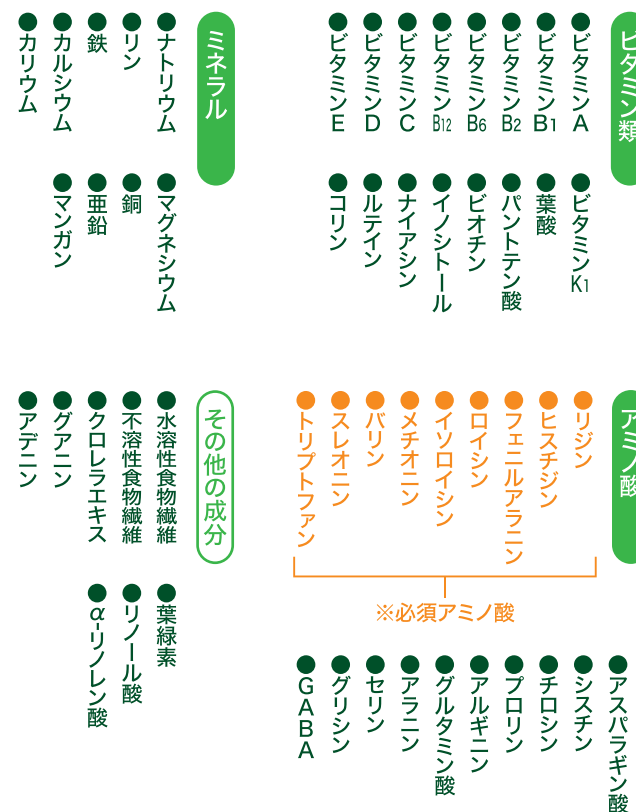 ビタミン類
●ビタミンA
●ビタミンB1
●ビタミンB2
●ビタミンB6
●ビタミンB12
●ビタミンC
●ビタミンD
●ビタミンE
●ビタミンK1
●葉酸
●パントテン酸
●ビオチン
●イノシトール
●ナイアシン
●ルテイン
●コリン
ミネラル
●ナトリウム
●リン
●鉄
●カルシウム
●カリウム
●マグネシウム
●銅
●亜鉛
●マンガン
アミノ酸
●リジン
●ヒスチジン
●フェニルアラニン
●ロイシン
●イソロイシン
●メチオニン
●バリン
●スレオニン
●トリプトファン
※必須アミノ酸
●アスパラギン酸
●シスチン
●チロシン
●プロリン
●アルギニン
●グルタミン酸
●アラニン
●セリン
●グリシン
●GABA
その他の成分
●水溶性食物繊維
●不溶性食物繊維
●クロレラエキス
●グアニン
●アデニン
●葉緑素
●リノール酸
●α-リノレン酸